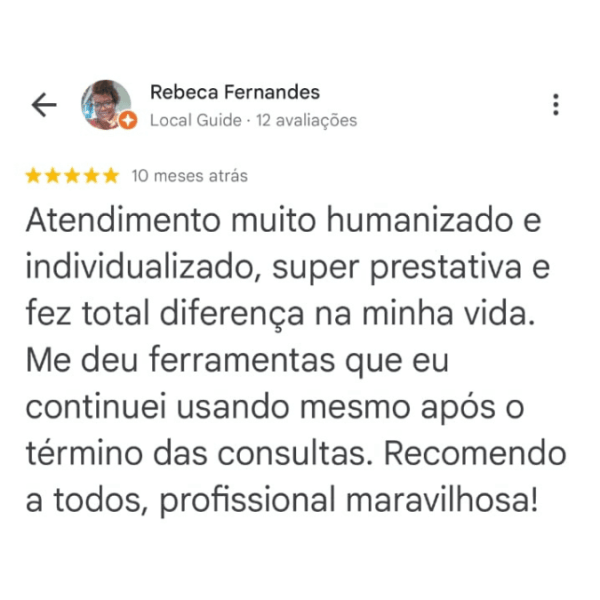 Rebeca Fernandes
Local Guide · 12 avaliações
10 meses atrás
Atendimento muito humanizado e
individualizado, super prestativa e
fez total diferença na minha vida.
Me deu ferramentas que eu
continuei usando mesmo após o
término das consultas. Recomendo
a todos, profissional maravilhosa!